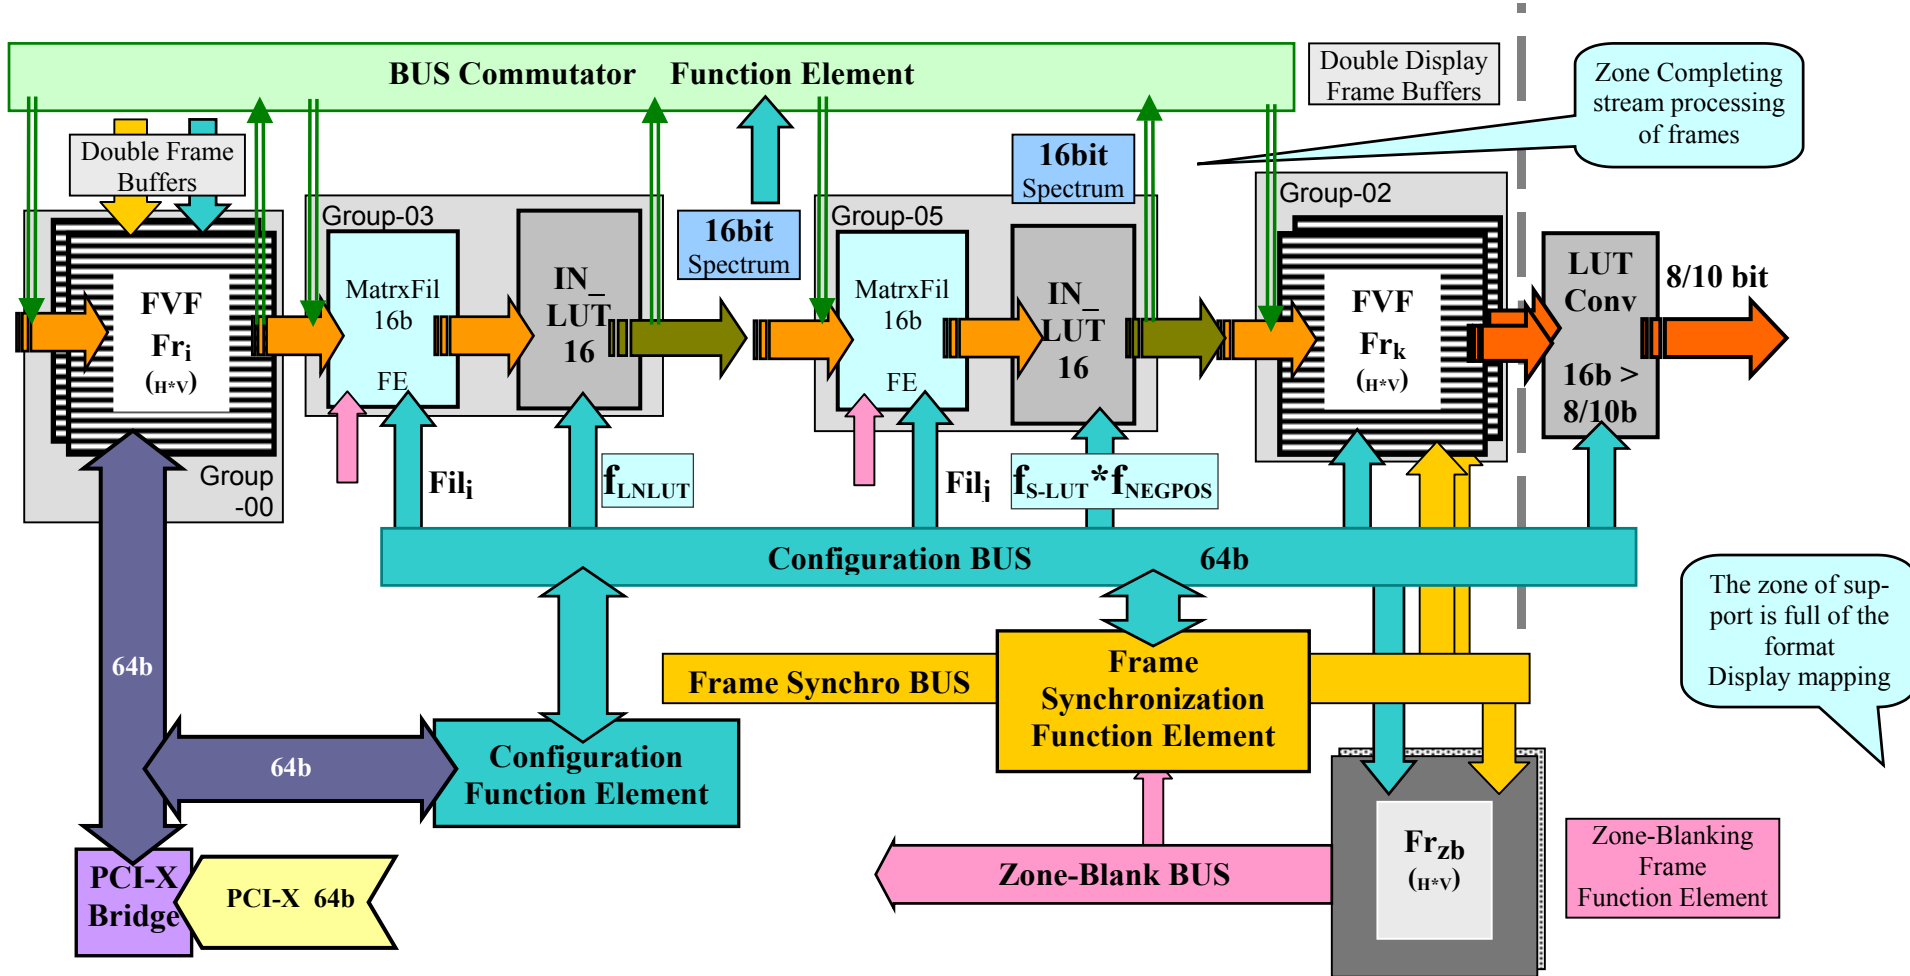 BUS Commutator Function Element
Double Display
Frame Buffers
Zone Completing
stream processing
of frames
Double Frame
Buffers
16bit
Spectrum
Group-03
16bit
Spectrum
Group-05
Group-02
FVF
Fri
(H*V)
MatrxFil
16b
FE
IN_
LUT
16
MatrxFil
16b
FE
IN_
LUT
16
FVF
Frk
(H*V)
LUT
Conv
16b >
8/10b
8/10 bit
Group
-00
Fili
fLNLUT
Filj
fS-LUT*fNEGPOS
Configuration BUS 64b
The zone of sup-
port is full of the
format
Display mapping
64b
Frame Synchro BUS
Frame
Synchronization
Function Element
64b
Configuration
Function Element
PCI-X
Bridge
PCI-X 64b
Zone-Blank BUS
Frzb
(H*V)
Zone-Blanking
Frame
Function Element